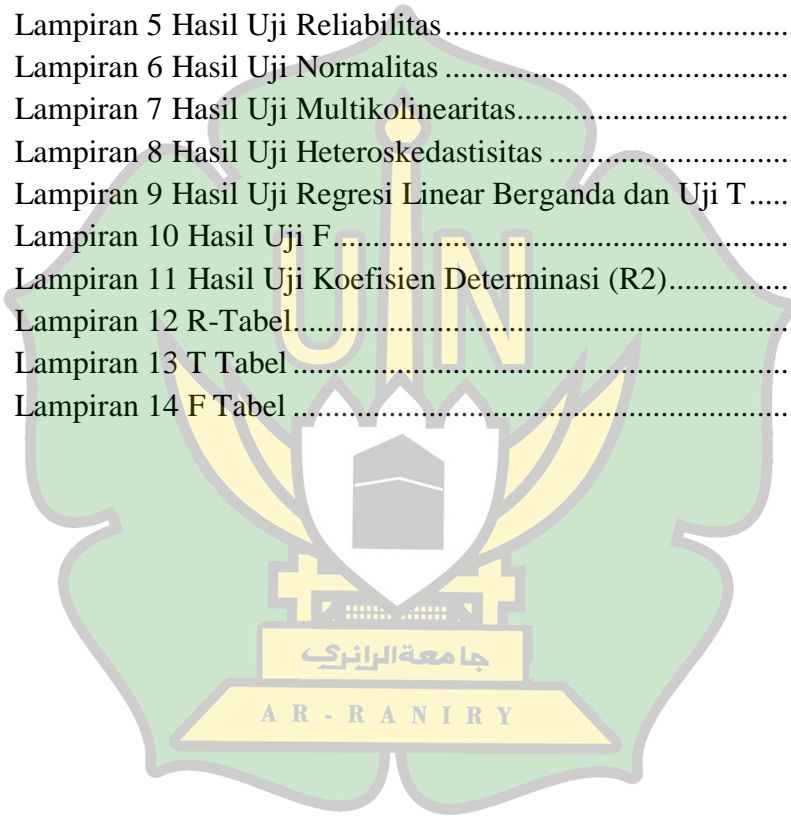 Lampiran 5 Hasil Uji Reliabilitas..................................................
Lampiran 6 Hasil Uji Normalitas ..................................................
Lampiran 7 Hasil Uji Multikolinearitas........................................
Lampiran 8 Hasil Uji Heteroskedastisitas ...................................
Lampiran 9 Hasil Uji Regresi Linear Berganda dan Uji T.....
Lampiran 10 Hasil Uji F.................................................................
Lampiran 11 Hasil Uji Koefisien Determinasi (R2)................
Lampiran 12 R-Tabel......................................................................
Lampiran 13 T Tabel ......................................................................
Lampiran 14 F Tabel ......................................................................
UIN
جامعةالرانري
AR-RANIRY